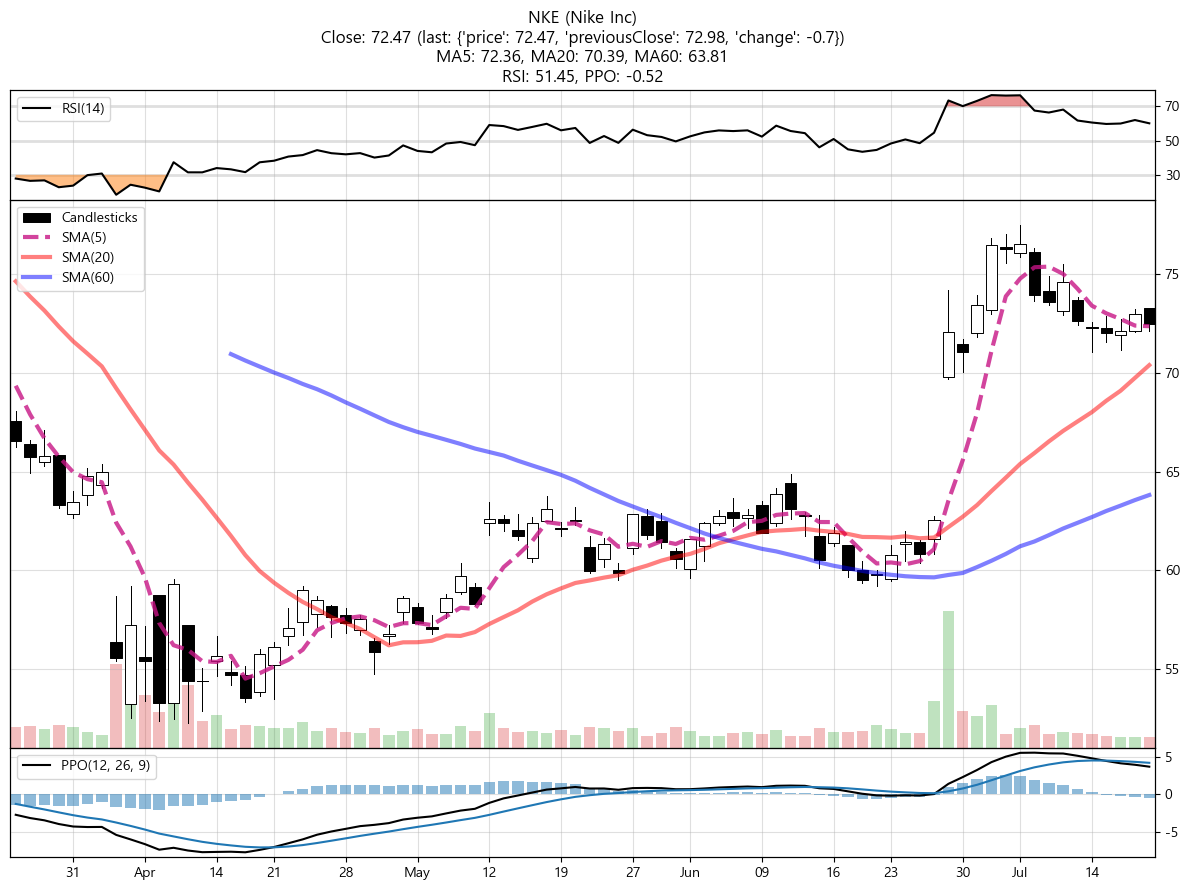 NKE (Nike Inc)
Close: 72.47 (last: {'price': 72.47, 'previousClose': 72.98, 'change': -0.7})
MA5: 72.36, MA20: 70.39, MA60: 63.81
RSI: 51.45, PPO: -0.52
RSI(14)
70
50
30
Candlesticks
SMA(5)
SMA(20)
SMA(60)
75
70
65
60
55
PPO(12, 26, 9)
5
0
-5
31 Apr 14 21 28 May 12 19 27 Jun 09 16 23 30 Jul 14